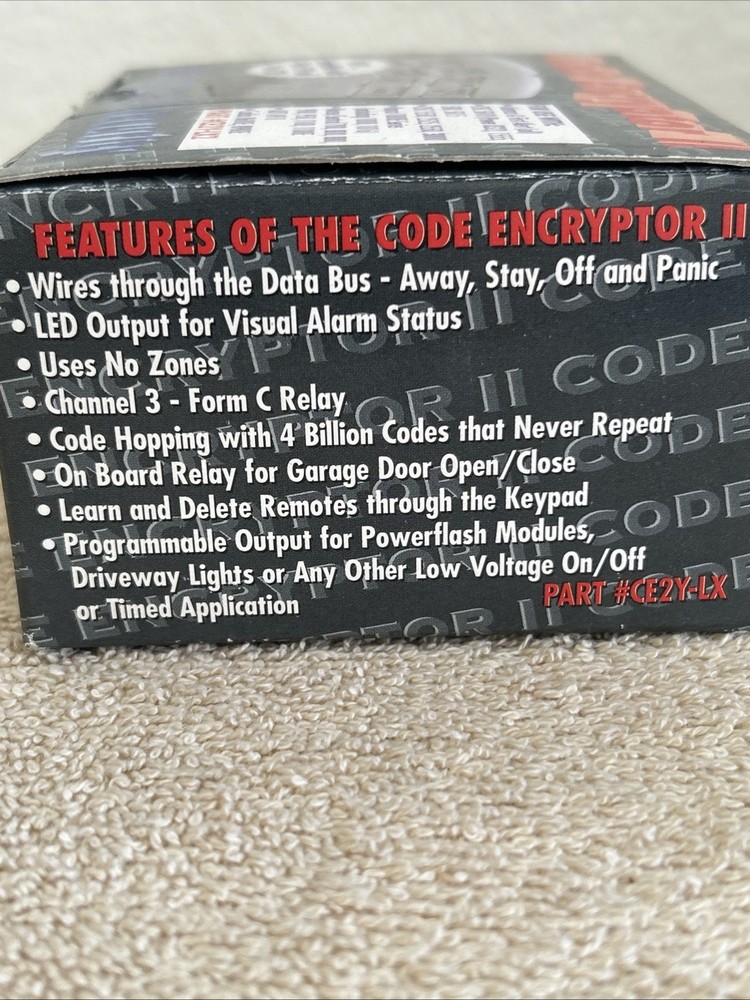 FEATURES OF THE CODE ENCRYPTOR II
• Wires through the Data Bus - Away, Stay, Off and Panic
• LED Output for Visual Alarm Status
• Uses No Zones
• Channel 3 - Form C Relay
• Code Hopping with 4 Billion Codes that Never Repeat
• On Board Relay for Garage Door Open/Close
• Learn and Delete Remotes through the Keypad
• Programmable Output for Powerflash Modules,
Driveway Lights or Any Other Low Voltage On/Off
or Timed Application
PART #CE2Y-LX